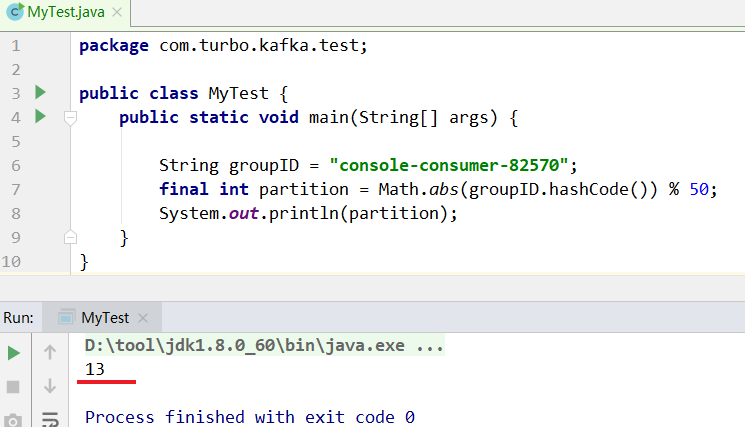 MyTest.java
1 package com.turbo.kafka.test;
2
3 public class MyTest {
4 public static void main(String[] args) {
5
6 String groupID = "console-consumer-82570";
7 final int partition = Math.abs(groupID.hashCode()) % 50;
8 System.out.println(partition);
9 }
10 }
Run: MyTest
D:\tool\jdk1.8.0_60\bin\java.exe ...
13
Process finished with exit code 0